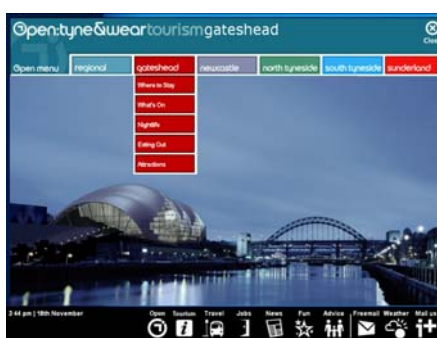 Open:tyne&weartourismgateshead
Close
Open menu regional gateshead newcastle north tyneside south tyneside sunderland
Where to Stay
What's On
Nightlife
Eating Out
Attractions
3:44 pm | 18th November Open Tourism Travel Jobs News Fun Advice Freemail Weather Mail us